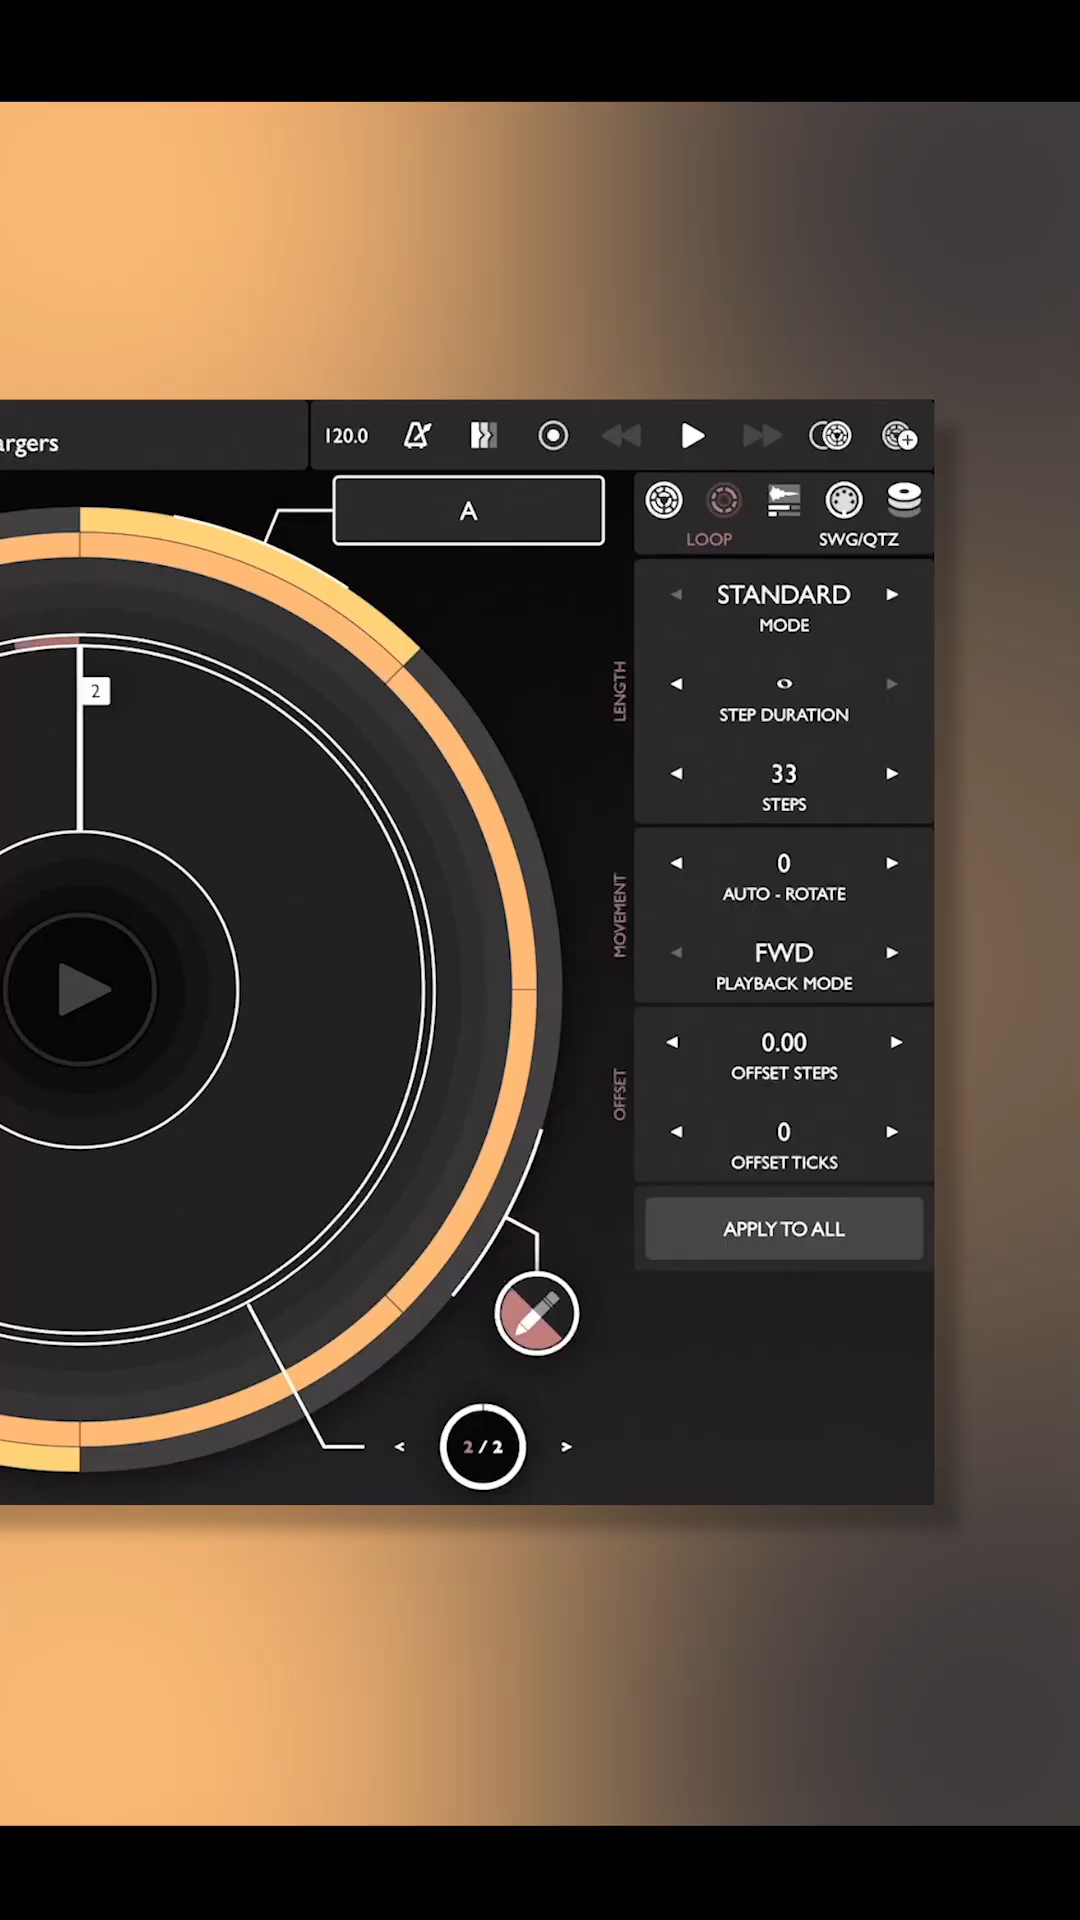 argers
120.0
A
LOOP
SWG/QTZ
STANDARD
MODE
2
LENGTH
STEP DURATION
33
STEPS
0
AUTO - ROTATE
MOVEMENT
FWD
PLAYBACK MODE
0.00
OFFSET STEPS
OFFSET
0
OFFSET TICKS
APPLY TO ALL
< 2 / 2 >